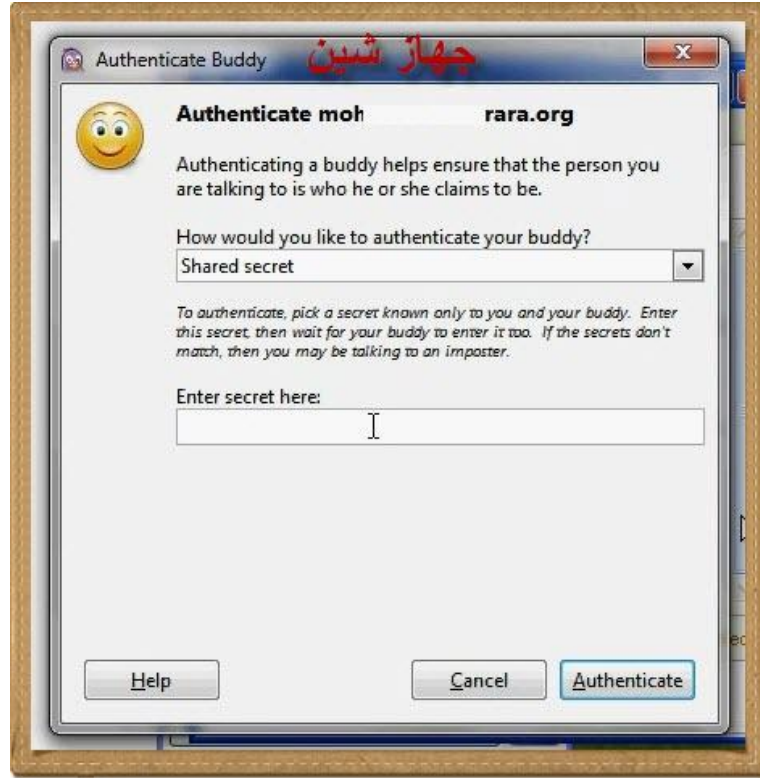 Authenticate Buddy
جهاز شين
Authenticate moh rara.org
Authenticating a buddy helps ensure that the person you
are talking to is who he or she claims to be.
How would you like to authenticate your buddy?
Shared secret
To authenticate, pick a secret known only to you and your buddy. Enter
this secret, then wait for your buddy to enter it too. If the secrets don't
match, then you may be talking to an imposter.
Enter secret here:
Help
Cancel
Authenticate